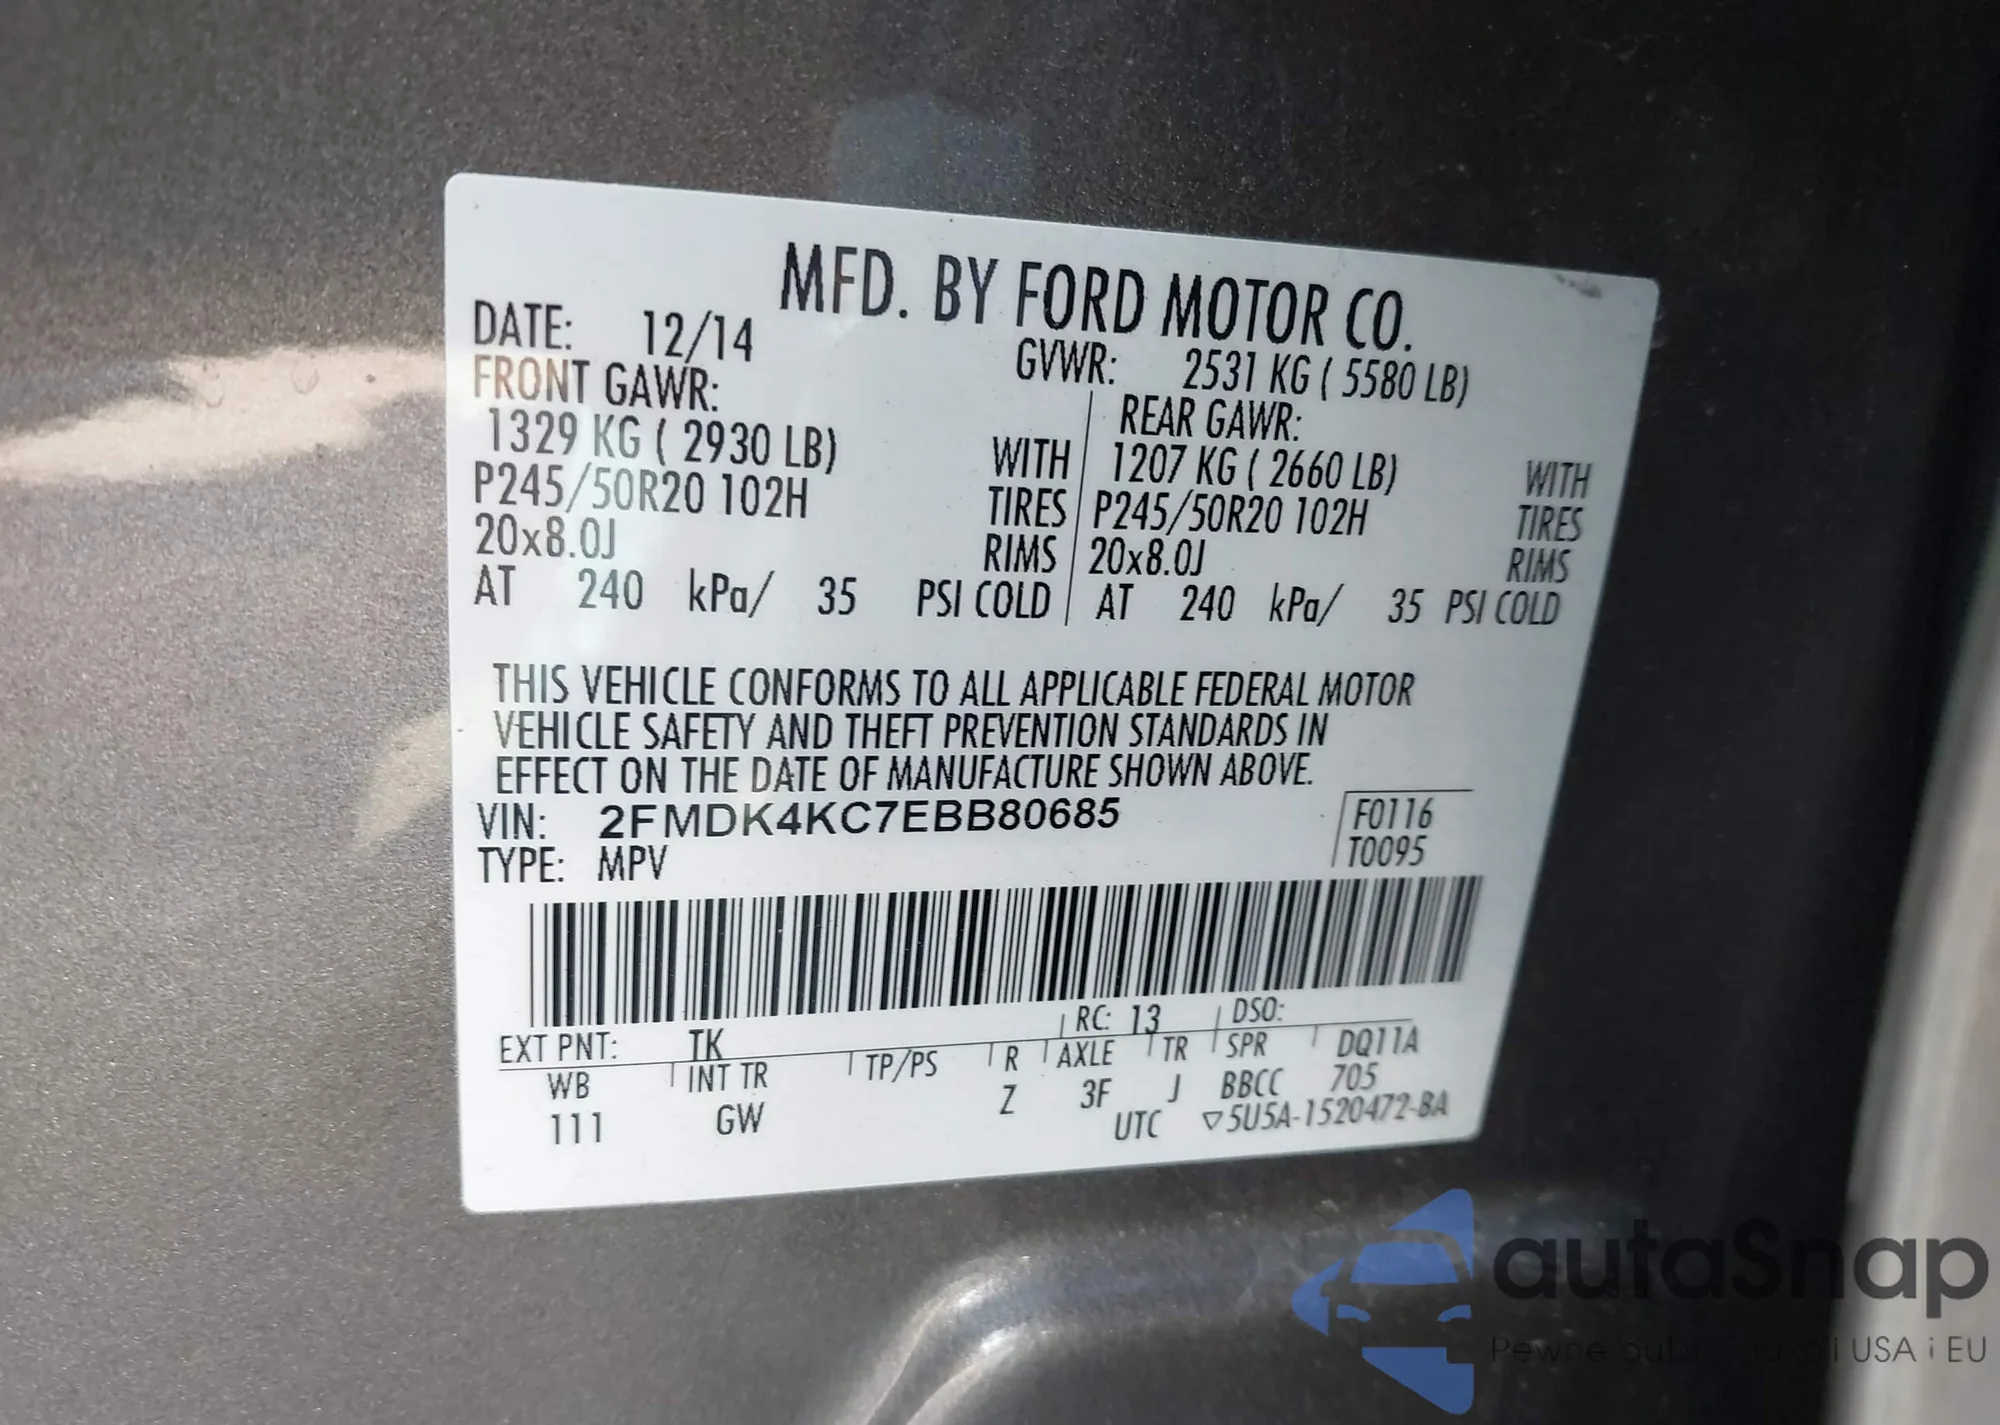 MFD. BY FORD MOTOR CO.
DATE: 12/14
GVWR: 2531 KG ( 5580 LB)
FRONT GAWR:
REAR GAWR:
1329 KG ( 2930 LB) WITH
1207 KG ( 2660 LB) WITH
P245/50R20 102H TIRES
P245/50R20 102H TIRES
20x8.0J RIMS
20x8.0J RIMS
AT 240 kPa/ 35 PSI COLD
AT 240 kPa/ 35 PSI COLD
THIS VEHICLE CONFORMS TO ALL APPLICABLE FEDERAL MOTOR
VEHICLE SAFETY AND THEFT PREVENTION STANDARDS IN
EFFECT ON THE DATE OF MANUFACTURE SHOWN ABOVE.
VIN: 2FMDK4KC7EBB80685
F0116
TYPE: MPV
T0095
EXT PNT: TK RC: 13 DSO:
WB INT TR TP/PS R AXLE TR SPR DQ11A
111 GW Z 3F J BBCC 705
UTC ▽5U5A-1520472-BA
autaSnap
Pewne auta USA i EU